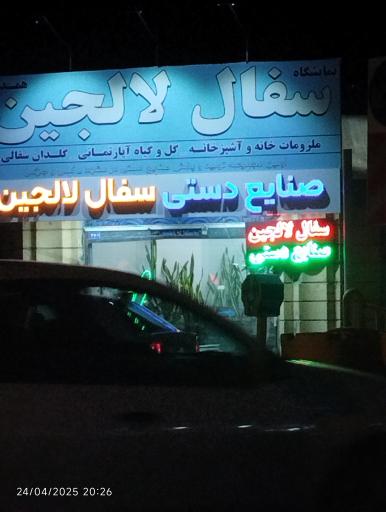 نمایشگاه
سفال لالجین
همدان
ملزومات خانه و آشپزخانه گل و گیاه آپارتمانی گلدان سفالی
صنایع دستی سفال لالجین
سفال لالجین
صنایع دستی
24/04/2025 20:26